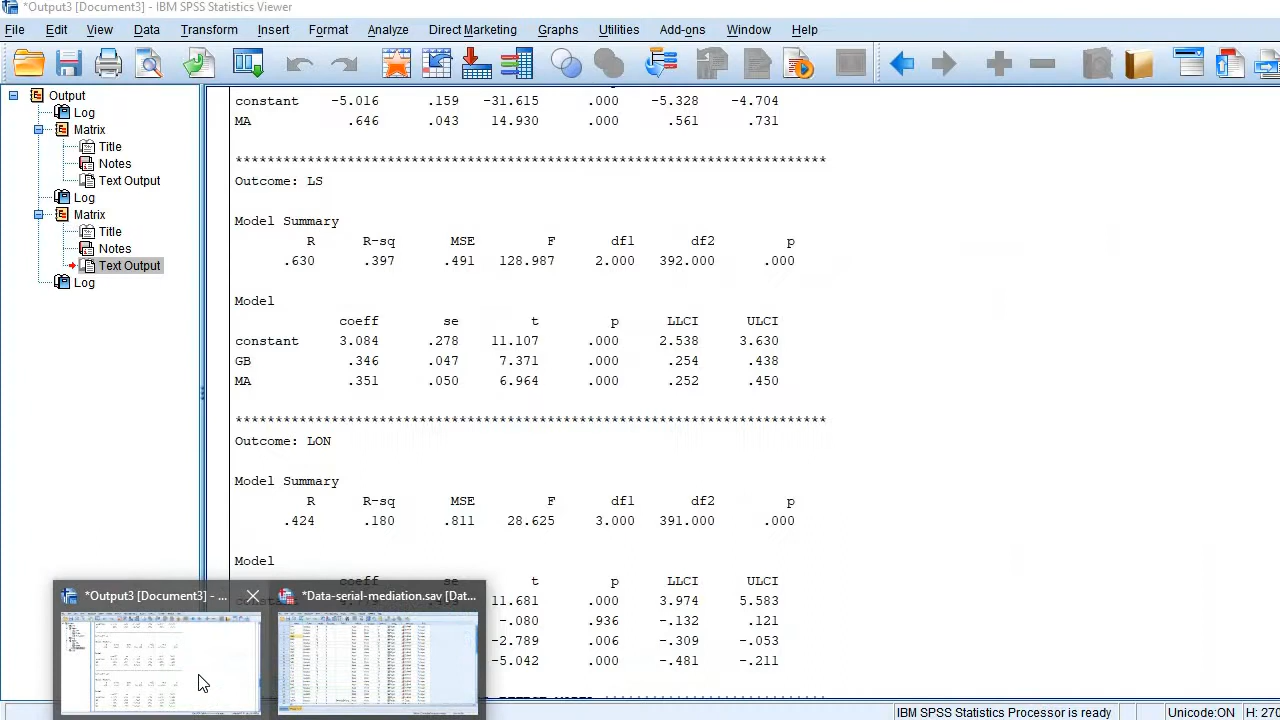 *Output3 [Document3] - IBM SPSS Statistics Viewer
File Edit View Data Transform Insert Format Analyze Direct Marketing Graphs Utilities Add-ons Window Help
Output
Log
Matrix
Title
Notes
Text Output
Log
Matrix
Title
Notes
Text Output
Log
constant -5.016 .159 -31.615 .000 -5.328 -4.704
MA .646 .043 14.930 .000 .561 .731
**************************************************************************
Outcome: LS
Model Summary
R R-sq MSE F df1 df2 p
.630 .397 .491 128.987 2.000 392.000 .000
Model
coeff se t p LLCI ULCI
constant 3.084 .278 11.107 .000 2.538 3.630
GB .346 .047 7.371 .000 .254 .438
MA .351 .050 6.964 .000 .252 .450
**************************************************************************
Outcome: LON
Model Summary
R R-sq MSE F df1 df2 p
.424 .180 .811 28.625 3.000 391.000 .000
Model
coeff se t p LLCI ULCI
11.681 .000 3.974 5.583
-.080 .936 -.132 .121
-2.789 .006 -.309 -.053
-5.042 .000 -.481 -.211
*Output3 [Document3] - ...
*Data-serial-mediation.sav [Dat...
IBM SPSS Statistics Processor is ready Unicode:ON H: 270